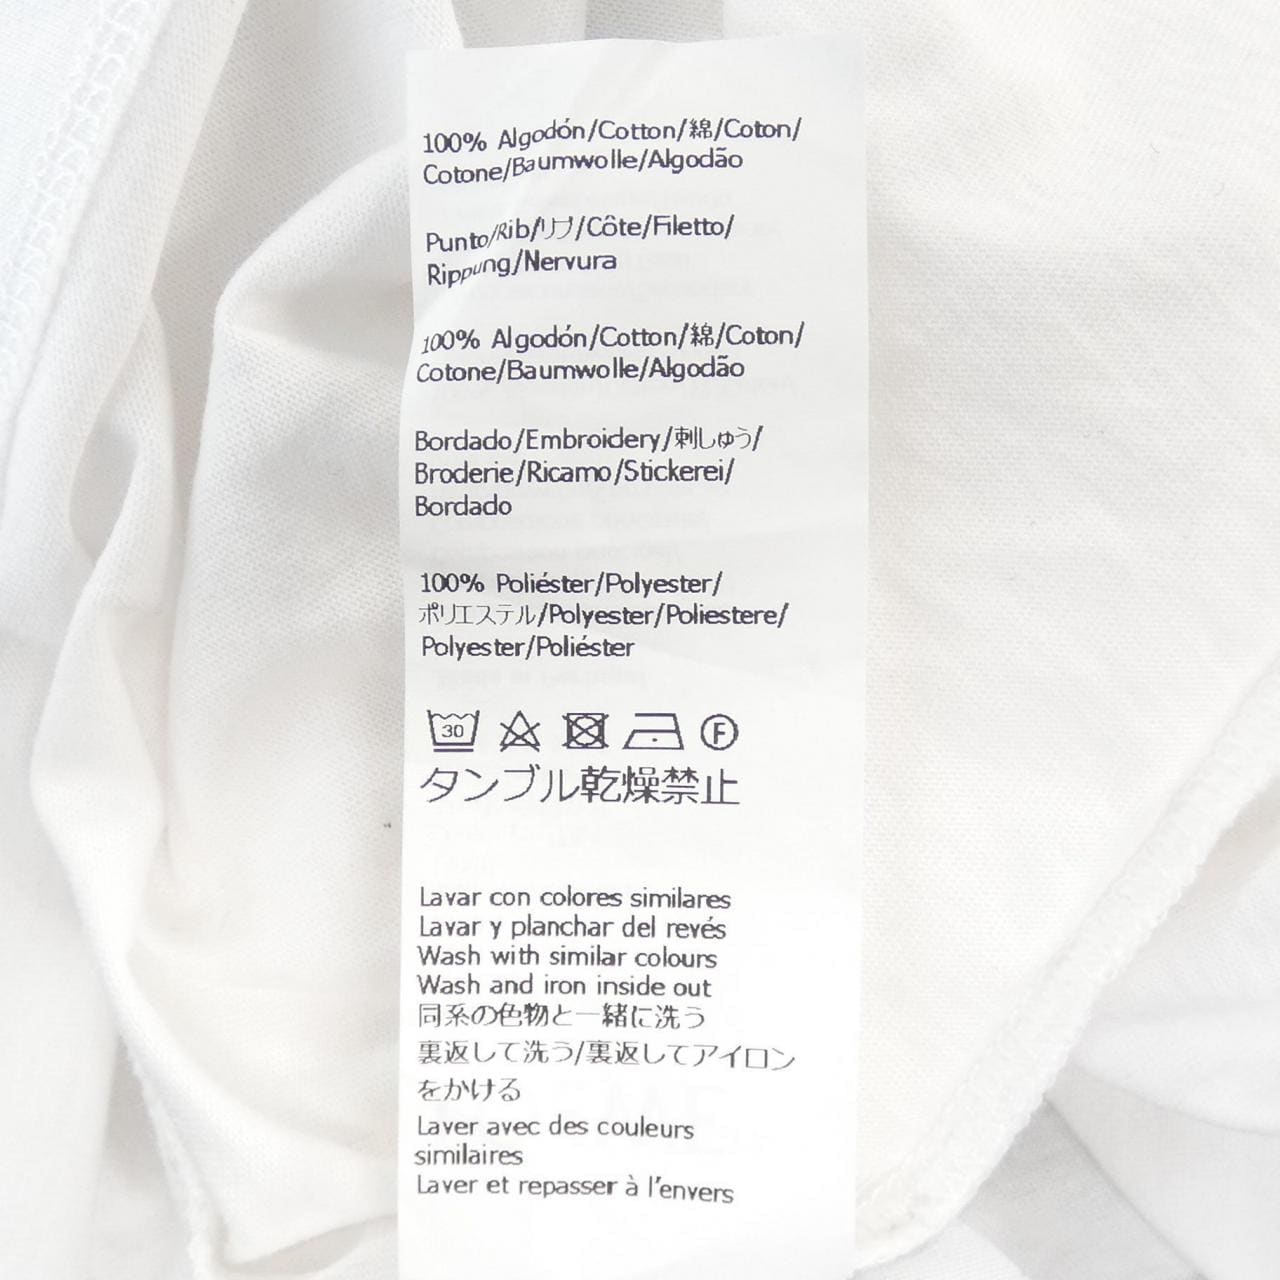 100% Algodón/Cotton/綿/Coton/
Cotone/Baumwolle/Algodão
Punto/Rib/リブ/Côte/Filetto/
Rippung/Nervura
100% Algodón/Cotton/綿/Coton/
Cotone/Baumwolle/Algodão
Bordado/Embroidery/刺しゅう/
Broderie/Ricamo/Stickerei/
Bordado
100% Poliéster/Polyester/
ポリエステル/Polyester/Poliestere/
Polyester/Poliéster
30 F
タンブル乾燥禁止
Lavar con colores similares
Lavar y planchar del revés
Wash with similar colours
Wash and iron inside out
同系の色物と一緒に洗う
裏返して洗う/裏返してアイロン
をかける
Laver avec des couleurs
similaires
Laver et repasser à l'envers